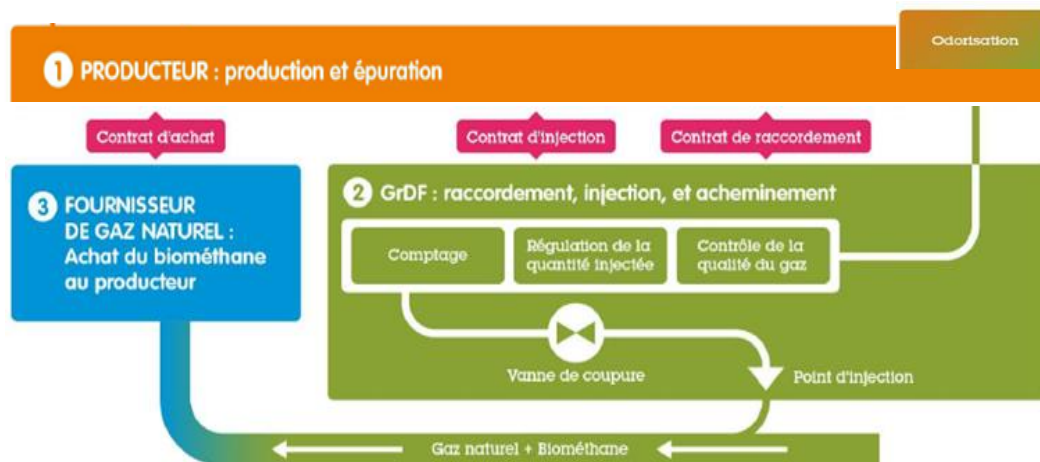 Odorisation
1 PRODUCTEUR : production et épuration
Contrat d'achat
Contrat d'injection
Contrat de raccordement
3 FOURNISSEUR
DE GAZ NATUREL :
Achat du biométhane
au producteur
2 GrDF : raccordement, injection, et acheminement
Comptage
Régulation de la
quantité injectée
Contrôle de la
qualité du gaz
Vanne de coupure
Point d'injection
Gaz naturel + Biométhane